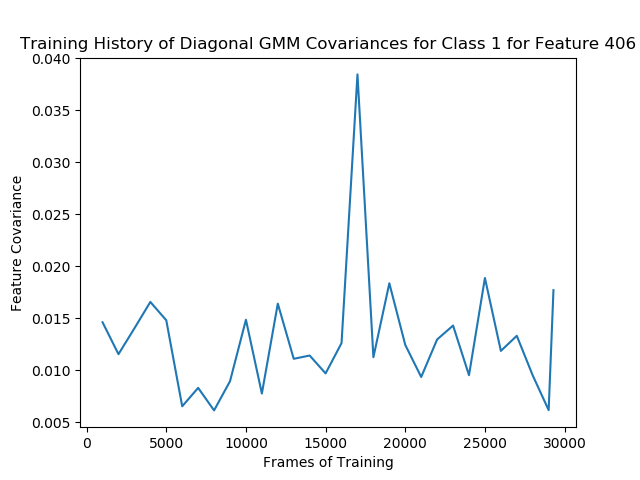 Training History of Diagonal GMM Covariances for Class 1 for Feature 406
0.040
0.035
0.030
0.025
0.020
0.015
0.010
0.005
Feature Covariance
0 5000 10000 15000 20000 25000 30000
Frames of Training